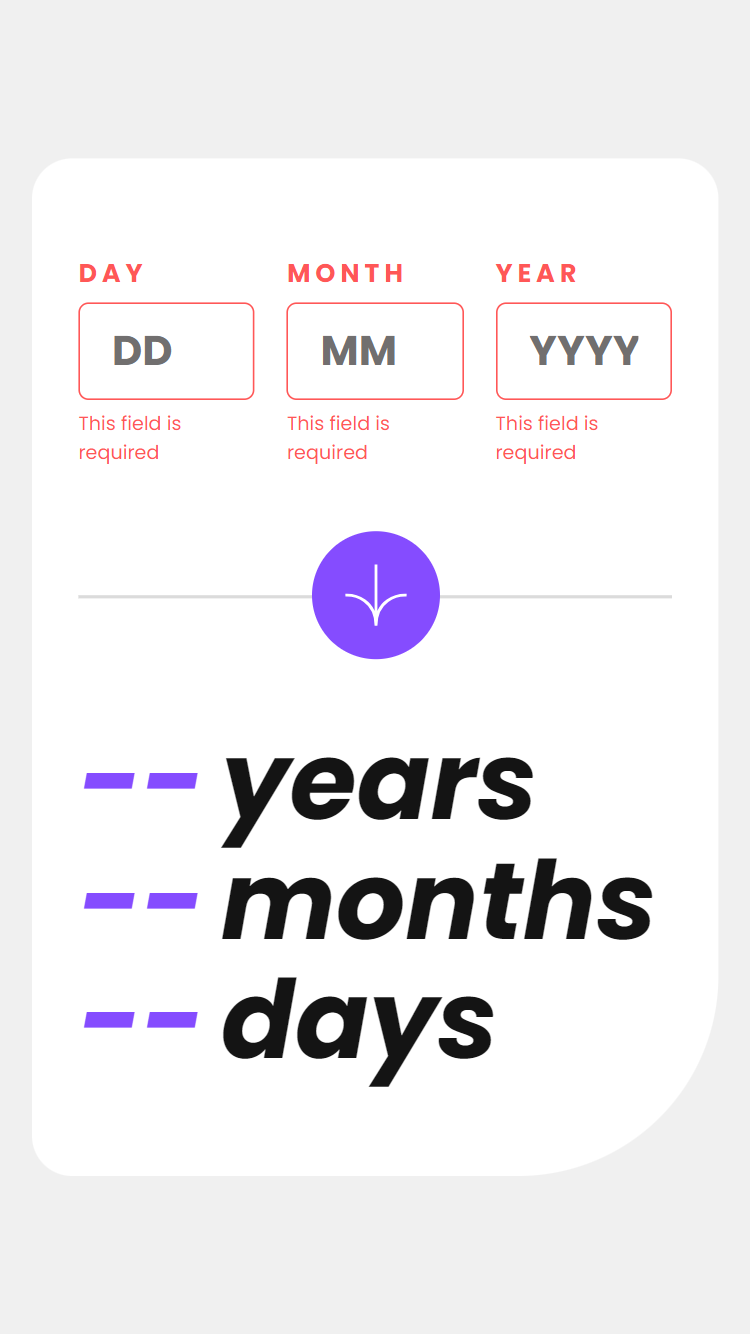 DAY MONTH YEAR
DD MM YYYY
This field is This field is This field is
required required required
-- years
-- months
-- days